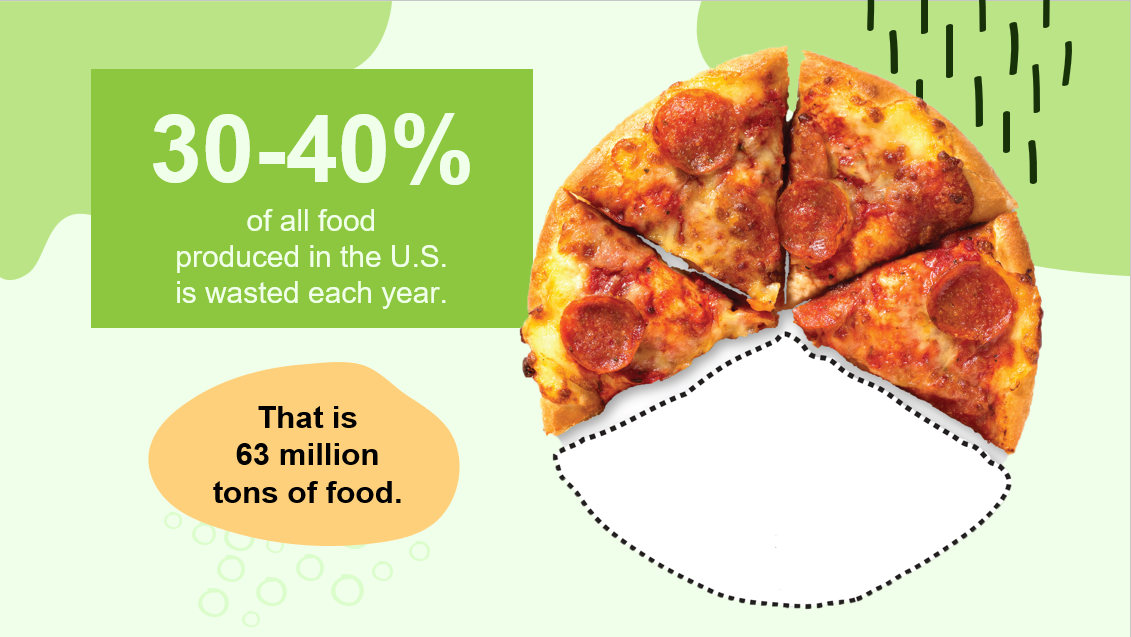 30-40%
of all food
produced in the U.S.
is wasted each year.
That is
63 million
tons of food.